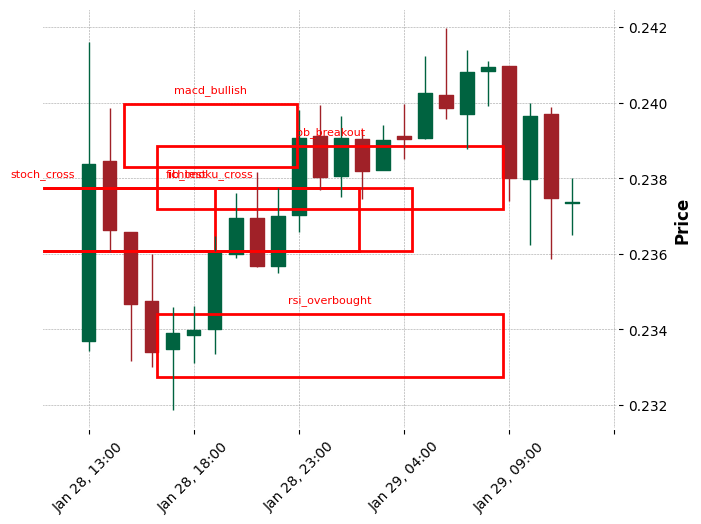 0.242
macd_bullish
0.240
bb_breakout
stoch_cross
ichimoku_cross
0.238
Price
0.236
rsi_overbought
0.234
0.232
Jan 28, 13:00
Jan 28, 18:00
Jan 28, 23:00
Jan 29, 04:00
Jan 29, 09:00